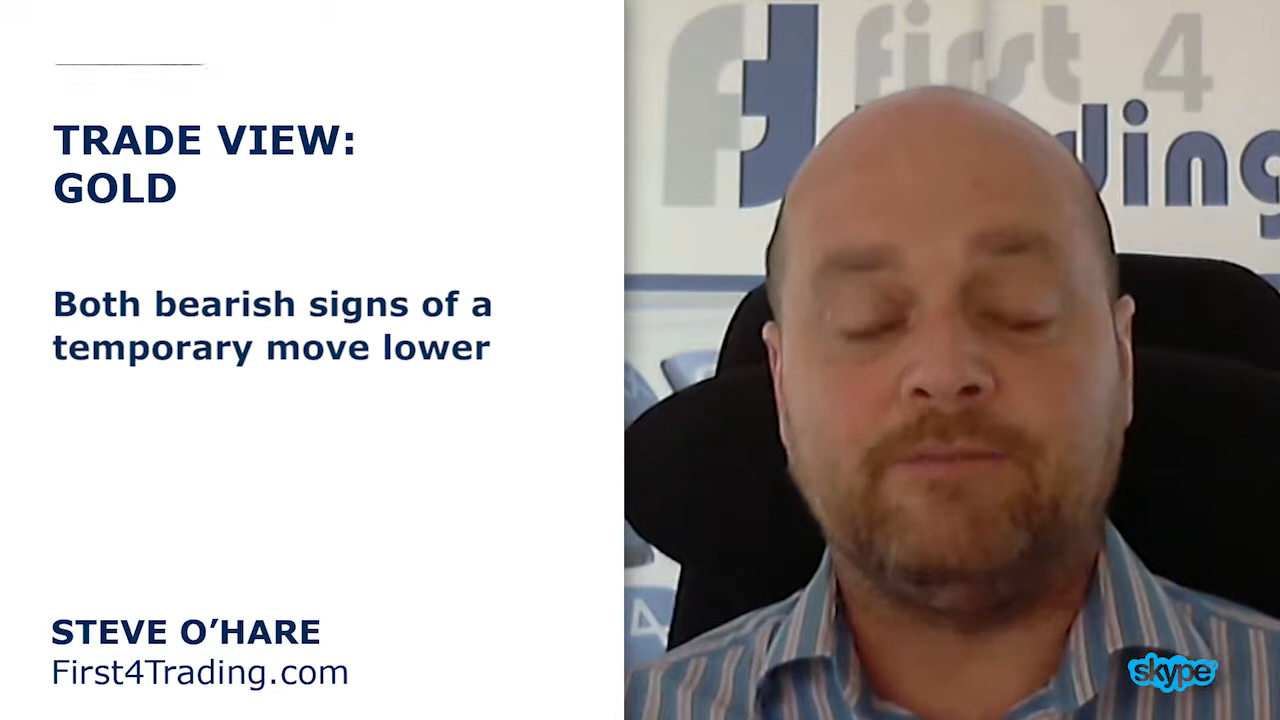 TRADE VIEW:
GOLD
Both bearish signs of a
temporary move lower
STEVE O’HARE
First4Trading.com
first 4
ding
skype